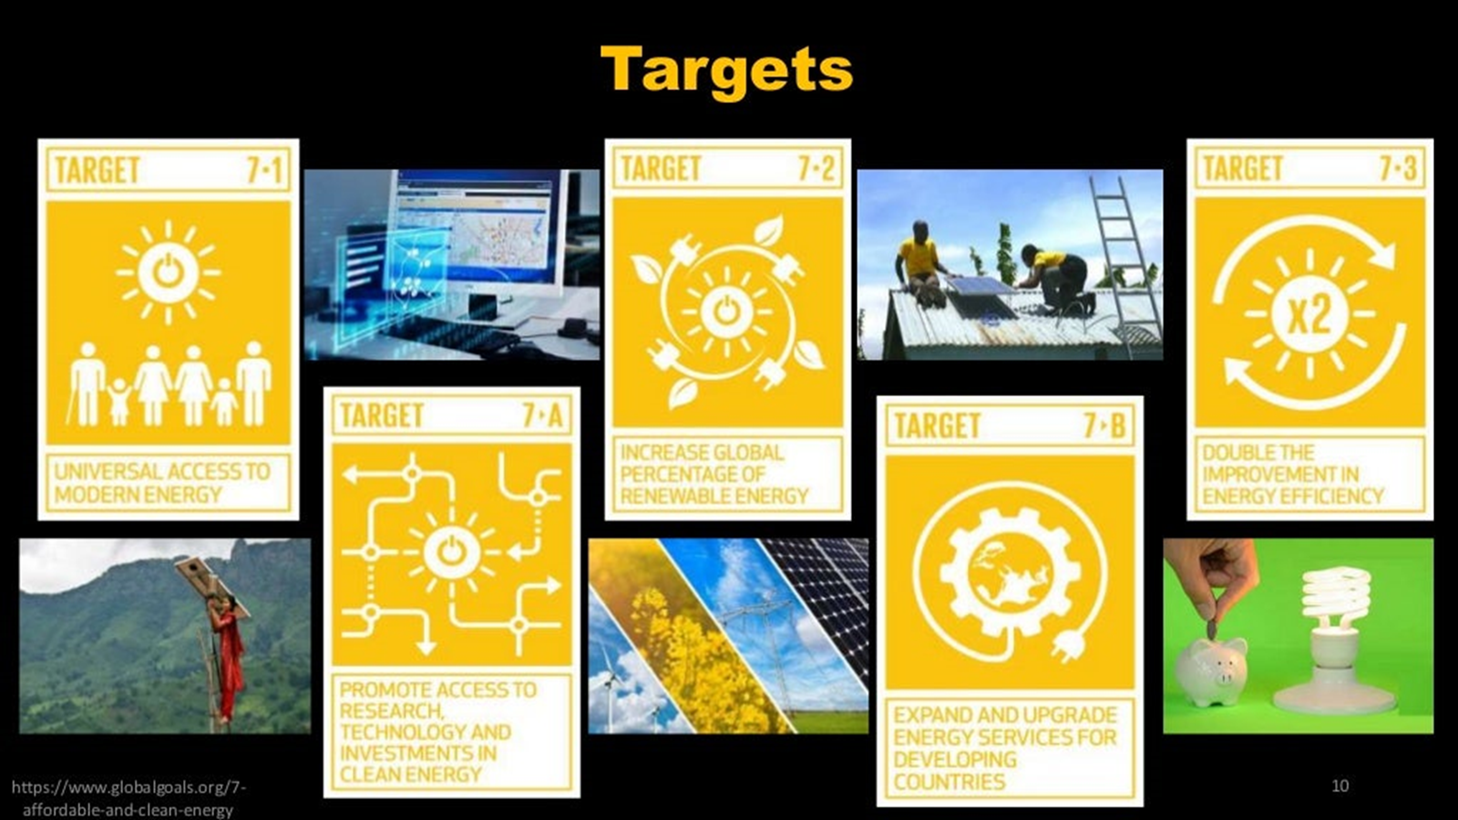 Targets
TARGET 7•1
UNIVERSAL ACCESS TO
MODERN ENERGY
TARGET 7•2
INCREASE GLOBAL
PERCENTAGE OF
RENEWABLE ENERGY
TARGET 7•3
X2
DOUBLE THE
IMPROVEMENT IN
ENERGY EFFICIENCY
TARGET 7‣A
PROMOTE ACCESS TO
RESEARCH,
TECHNOLOGY AND
INVESTMENTS IN
CLEAN ENERGY
TARGET 7‣B
EXPAND AND UPGRADE
ENERGY SERVICES FOR
DEVELOPING
COUNTRIES
https://www.globalgoals.org/7-
affordable-and-clean-energy
10